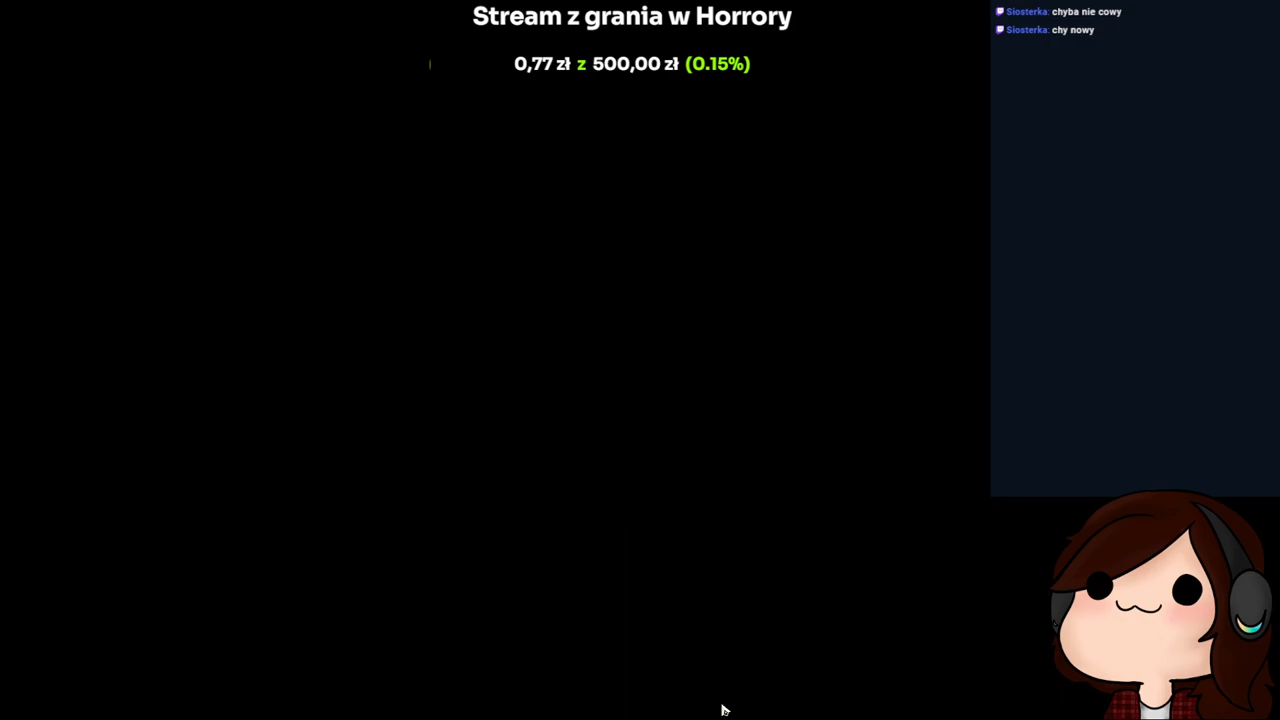 Stream z grania w Horrory
0,77 zł z 500,00 zł (0.15%)
Siosterka: chyba nie cowy
Siosterka: chy nowy